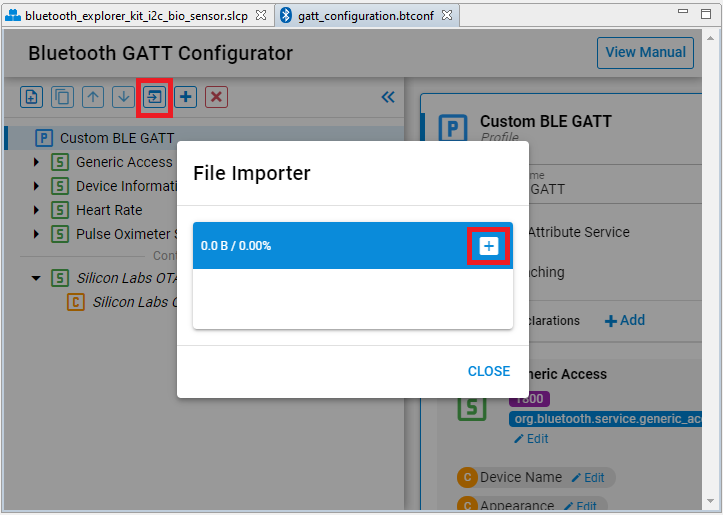 bluetooth_explorer_kit_i2c_bio_sensor.slcp
gatt_configuration.btconf
Bluetooth GATT Configurator
View Manual
P Custom BLE GATT
S Generic Access
S Device Informati
S Heart Rate
S Pulse Oximeter S
Con
S Silicon Labs OTA
C Silicon Labs O
File Importer
0.0 B / 0.00%
CLOSE
P Custom BLE GATT
Profile
me
GATT
Attribute Service
ching
clarations
Add
neric Access
S
1800
org.bluetooth.service.generic_acc
Edit
C Device Name Edit
C Appearance Edit